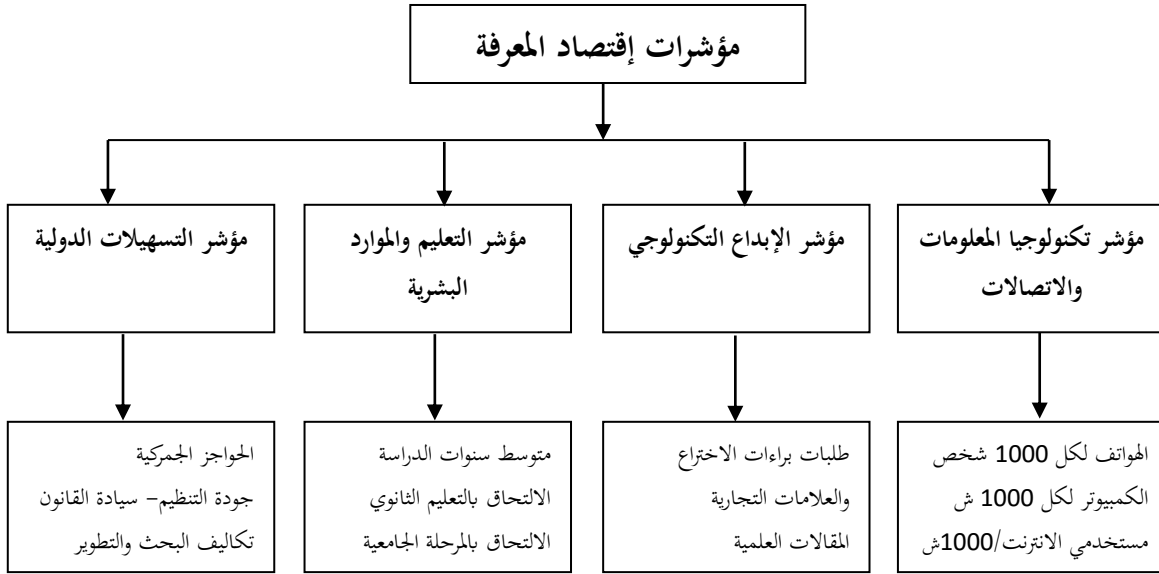 مؤشرات إقتصاد المعرفة
مؤشر تكنولوجيا المعلومات
والاتصالات
مؤشر الإبداع التكنولوجي
مؤشر التعليم والموارد
البشرية
مؤشر التسهيلات الدولية
الهواتف لكل 1000 شخص
الكمبيوتر لكل 1000 ش
مستخدمي الانترنت/1000ش
طلبات براءات الاختراع
والعلامات التجارية
المقالات العلمية
متوسط سنوات الدراسة
الالتحاق بالتعليم الثانوي
الالتحاق بالمرحلة الجامعية
الحواجز الجمركية
جودة التنظيم– سيادة القانون
تكاليف البحث والتطوير